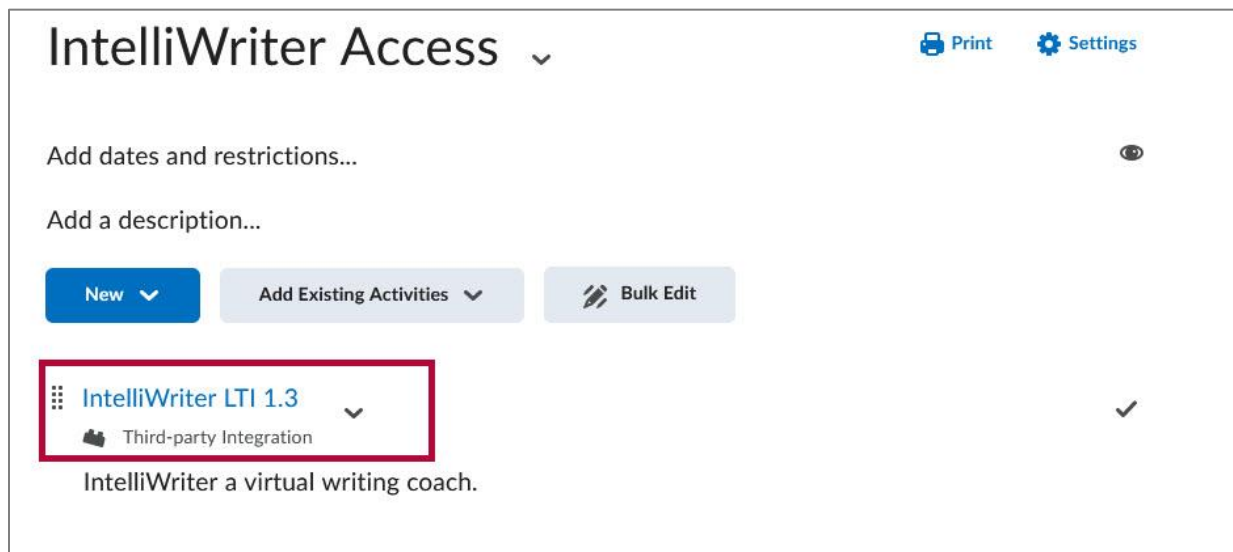 IntelliWriter Access
Print
Settings
Add dates and restrictions...
Add a description...
New
Add Existing Activities
Bulk Edit
IntelliWriter LTI 1.3
Third-party Integration
IntelliWriter a virtual writing coach.